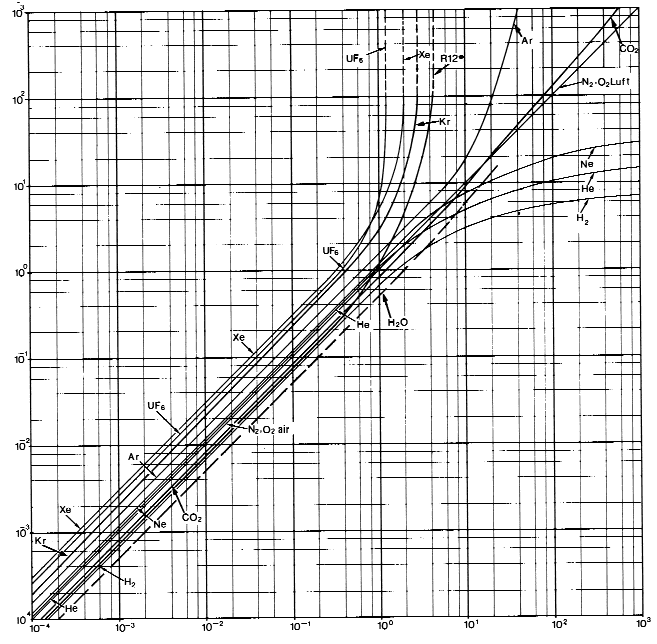 10³
UF₆
Xe
R12●
Ar
CO₂
N₂·O₂Luft
10²
Kr
Ne
10¹
He
H₂
UF₆
10⁰
He
H₂O
Xe
10⁻¹
UF₆
N₂·O₂ air
10⁻²
Ar
Xe
Ne
CO₂
10⁻³
Kr
H₂
He
10⁻⁴
10⁻⁴
10⁻³
10⁻²
10⁻¹
10⁰
10¹
10²
10³